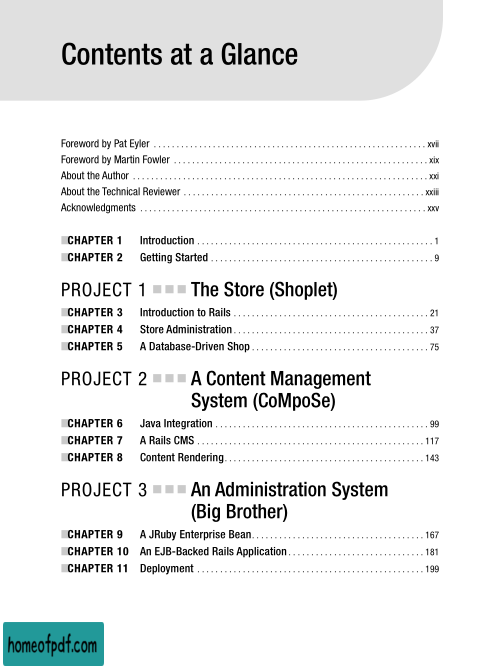 Contents at a Glance
Foreword by Pat Eyler . . . . . . . . . . . . . . . . . . . . . . . . . . . . . . . . . . . . . . . . . . . . . . . . . . . . . . . . . . . . xvii
Foreword by Martin Fowler . . . . . . . . . . . . . . . . . . . . . . . . . . . . . . . . . . . . . . . . . . . . . . . . . . . . . . . . xix
About the Author . . . . . . . . . . . . . . . . . . . . . . . . . . . . . . . . . . . . . . . . . . . . . . . . . . . . . . . . . . . . . . . . xxi
About the Technical Reviewer . . . . . . . . . . . . . . . . . . . . . . . . . . . . . . . . . . . . . . . . . . . . . . . . . . . . . xxiii
Acknowledgments . . . . . . . . . . . . . . . . . . . . . . . . . . . . . . . . . . . . . . . . . . . . . . . . . . . . . . . . . . . . . . . xxv
■CHAPTER 1 Introduction . . . . . . . . . . . . . . . . . . . . . . . . . . . . . . . . . . . . . . . . . . . . . . . . . . . . 1
■CHAPTER 2 Getting Started . . . . . . . . . . . . . . . . . . . . . . . . . . . . . . . . . . . . . . . . . . . . . . . . . 9
PROJECT 1 ■ ■ ■ The Store (Shoplet)
■CHAPTER 3 Introduction to Rails . . . . . . . . . . . . . . . . . . . . . . . . . . . . . . . . . . . . . . . . . . . 21
■CHAPTER 4 Store Administration . . . . . . . . . . . . . . . . . . . . . . . . . . . . . . . . . . . . . . . . . . . 37
■CHAPTER 5 A Database-Driven Shop . . . . . . . . . . . . . . . . . . . . . . . . . . . . . . . . . . . . . . . 75
PROJECT 2 ■ ■ ■ A Content Management
System (CoMpoSe)
■CHAPTER 6 Java Integration . . . . . . . . . . . . . . . . . . . . . . . . . . . . . . . . . . . . . . . . . . . . . . . 99
■CHAPTER 7 A Rails CMS . . . . . . . . . . . . . . . . . . . . . . . . . . . . . . . . . . . . . . . . . . . . . . . . . . 117
■CHAPTER 8 Content Rendering . . . . . . . . . . . . . . . . . . . . . . . . . . . . . . . . . . . . . . . . . . . . 143
PROJECT 3 ■ ■ ■ An Administration System
(Big Brother)
■CHAPTER 9 A JRuby Enterprise Bean . . . . . . . . . . . . . . . . . . . . . . . . . . . . . . . . . . . . . . 167
■CHAPTER 10 An EJB-Backed Rails Application . . . . . . . . . . . . . . . . . . . . . . . . . . . . . . 181
■CHAPTER 11 Deployment . . . . . . . . . . . . . . . . . . . . . . . . . . . . . . . . . . . . . . . . . . . . . . . . . . 199
homeofpdf.com